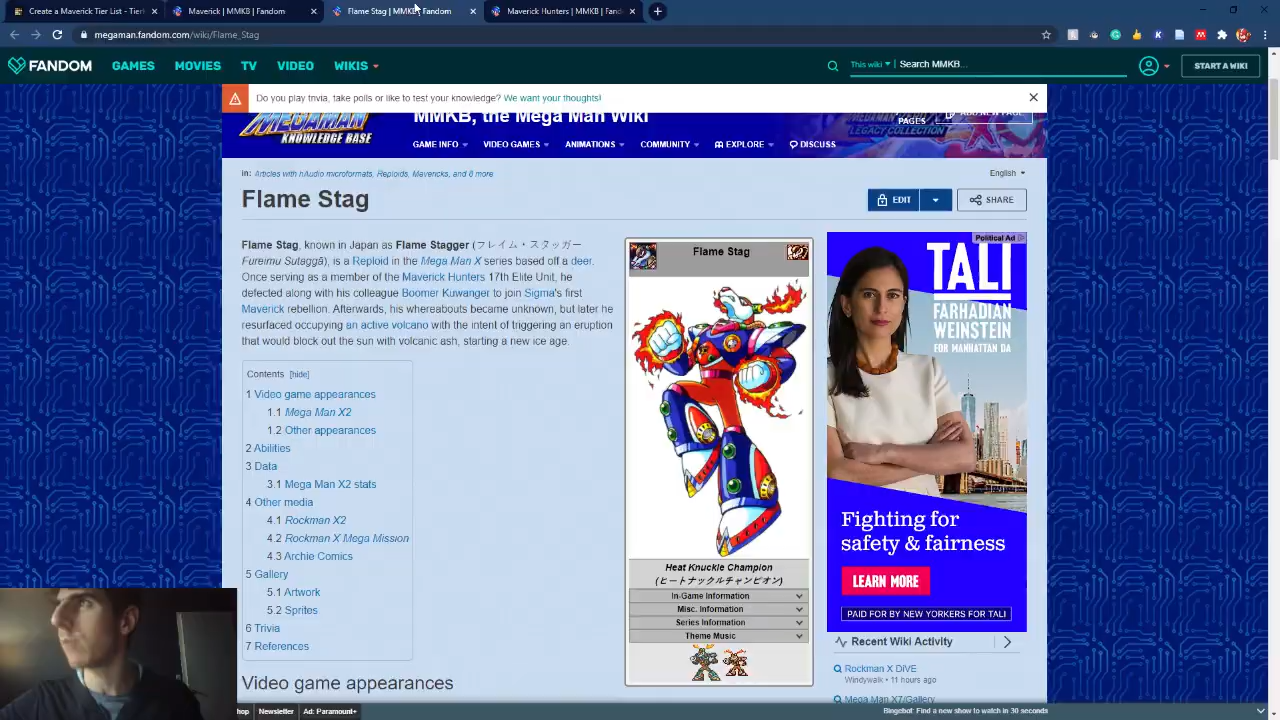 Create a Maverick Tier List - Tier
Maverick | MMKB | Fandom
Flame Stag | MMKB | Fandom
Maverick Hunters | MMKB | Fand
megaman.fandom.com/wiki/Flame_Stag
FANDOM
GAMES
MOVIES
TV
VIDEO
WIKIS
This wiki
Search MMKB...
START A WIKI
Do you play trivia, take polls or like to test your knowledge? We want your thoughts!
MEGAMAN
KNOWLEDGE BASE
MMKB, the Mega Man Wiki
PAGES
ADD NEW PAGE
LEGACY COLLECTION
GAME INFO
VIDEO GAMES
ANIMATIONS
COMMUNITY
EXPLORE
DISCUSS
in: Articles with hAudio microformats, Reploids, Mavericks, and 8 more
English
Flame Stag
EDIT
SHARE
Flame Stag, known in Japan as Flame Stagger (フレイム・スタッガー
Fureimu Sutaggā), is a Reploid in the Mega Man X series based off a deer.
Once serving as a member of the Maverick Hunters 17th Elite Unit, he
defected along with his colleague Boomer Kuwanger to join Sigma's first
Maverick rebellion. Afterwards, his whereabouts became unknown, but later he
resurfaced occupying an active volcano with the intent of triggering an eruption
that would block out the sun with volcanic ash, starting a new ice age.
Contents [hide]
1 Video game appearances
1.1 Mega Man X2
1.2 Other appearances
2 Abilities
3 Data
3.1 Mega Man X2 stats
4 Other media
4.1 Rockman X2
4.2 Rockman X Mega Mission
4.3 Archie Comics
5 Gallery
5.1 Artwork
5.2 Sprites
6 Trivia
7 References
Video game appearances
Flame Stag
Heat Knuckle Champion
(ヒートナックルチャンピオン)
In-Game Information
Misc. Information
Series Information
Theme Music
Political Ad
TALI
FARHADIAN
WEINSTEIN
FOR MANHATTAN DA
Fighting for
safety & fairness
LEARN MORE
PAID FOR BY NEW YORKERS FOR TALI
Recent Wiki Activity
Rockman X DiVE
Windywalk • 11 hours ago
Mega Man X7/Gallery
hop
Newsletter
Ad: Paramount+
Bingebot: Find a new show to watch in 30 seconds